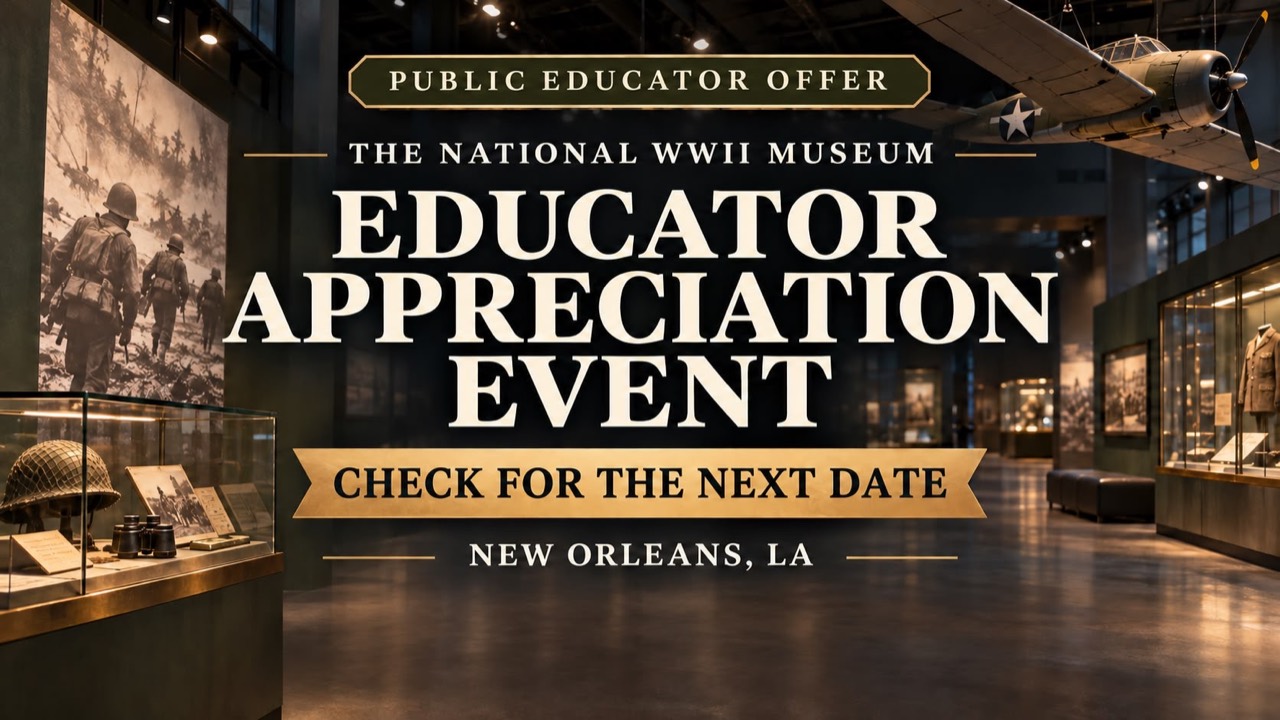 PUBLIC EDUCATOR OFFER
THE NATIONAL WWII MUSEUM
EDUCATOR
APPRECIATION
EVENT
CHECK FOR THE NEXT DATE
NEW ORLEANS, LA